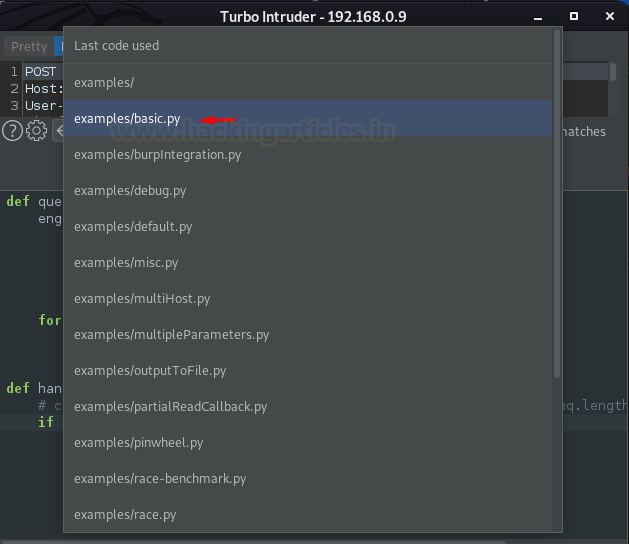 Turbo Intruder - 192.168.0.9
Pretty
Last code used
1 POST
2 Host:
3 User-
examples/
examples/basic.py
www.hackingarticles.in
matches
examples/burpIntegration.py
examples/debug.py
def que
eng
examples/default.py
examples/misc.py
examples/multiHost.py
for
examples/multipleParameters.py
examples/outputToFile.py
def han
# c
eq.length
examples/partialReadCallback.py
if
examples/pinwheel.py
examples/race-benchmark.py
examples/race.py